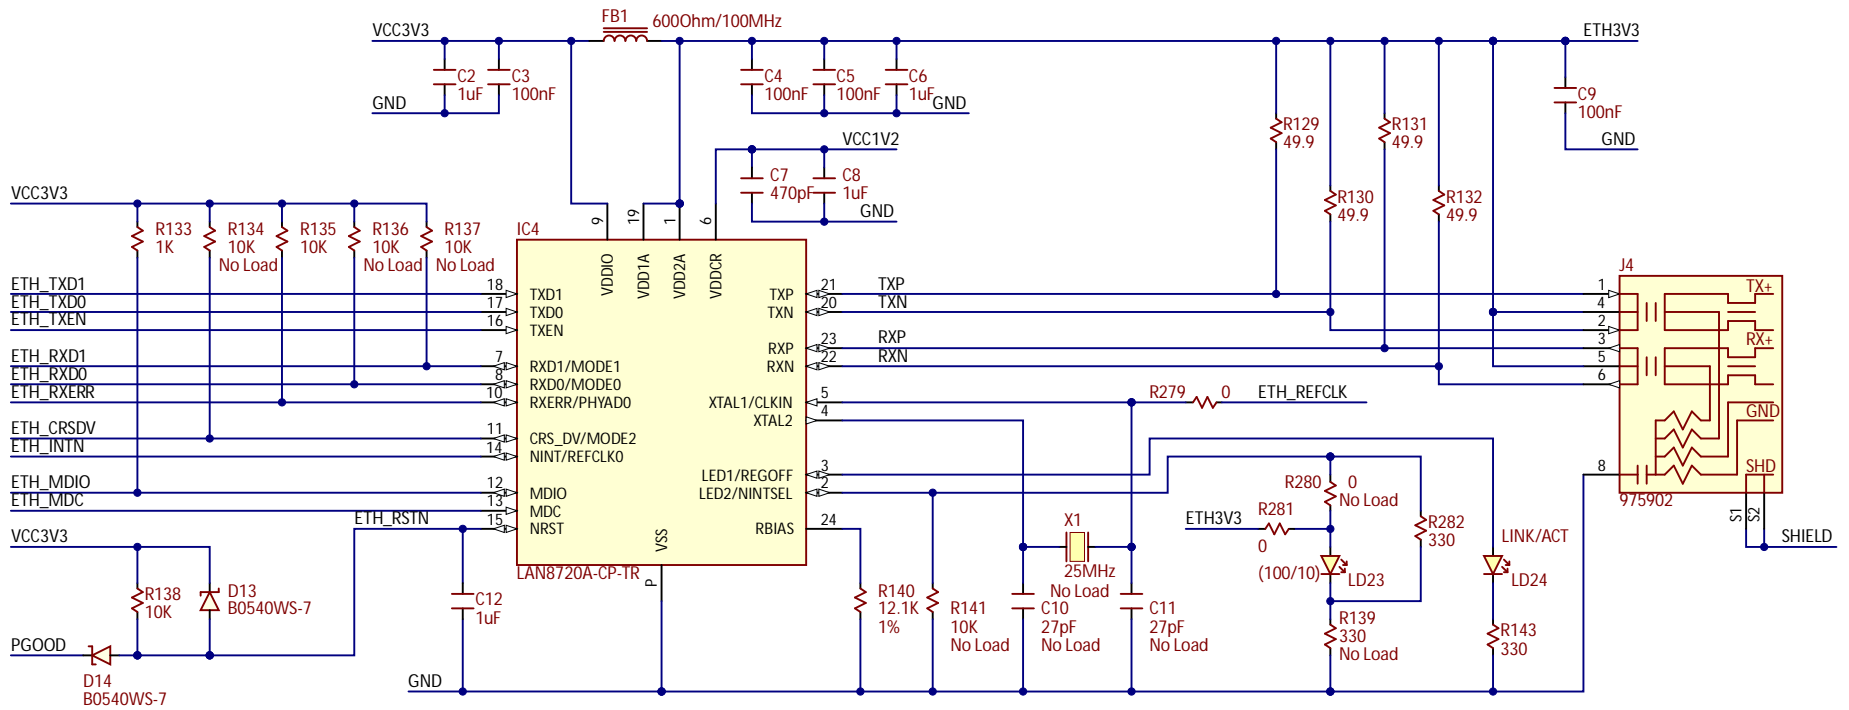 FB1
600Ohm/100MHz
VCC3V3
ETH3V3
C2
1uF
C3
100nF
C4
100nF
C5
100nF
C6
1uF
GND
GND
C9
100nF
GND
R129
49.9
R131
49.9
R130
49.9
R132
49.9
VCC1V2
C7
470pF
C8
1uF
GND
VCC3V3
R133
1K
R134
10K
No Load
R135
10K
R136
10K
No Load
R137
10K
No Load
IC4
9
19
1
6
VDDIO
VDD1A
VDD2A
VDDCR
ETH_TXD1
18
TXD1
ETH_TXD0
17
TXD0
ETH_TXEN
16
TXEN
ETH_RXD1
7
RXD1/MODE1
ETH_RXD0
8
RXD0/MODE0
ETH_RXERR
10
RXERR/PHYAD0
ETH_CRSDV
11
CRS_DV/MODE2
ETH_INTN
14
NINT/REFCLK0
ETH_MDIO
12
MDIO
ETH_MDC
13
MDC
ETH_RSTN
15
NRST
VSS
P
LAN8720A-CP-TR
TXP
21
TXP
TXN
20
TXN
RXP
23
RXP
RXN
22
RXN
XTAL1/CLKIN
5
XTAL2
4
LED1/REGOFF
3
LED2/NINTSEL
2
RBIAS
24
R279
0
ETH_REFCLK
J4
1
4
2
3
5
6
8
TX+
RX+
GND
SHD
975902
S1
S2
SHIELD
VCC3V3
R138
10K
D13
B0540WS-7
PGOOD
D14
B0540WS-7
C12
1uF
GND
R140
12.1K
1%
R141
10K
No Load
X1
25MHz
No Load
C10
27pF
No Load
C11
27pF
No Load
R280
0
No Load
R281
ETH3V3
0
(100/10)
LD23
R282
330
R139
330
No Load
LINK/ACT
LD24
R143
330